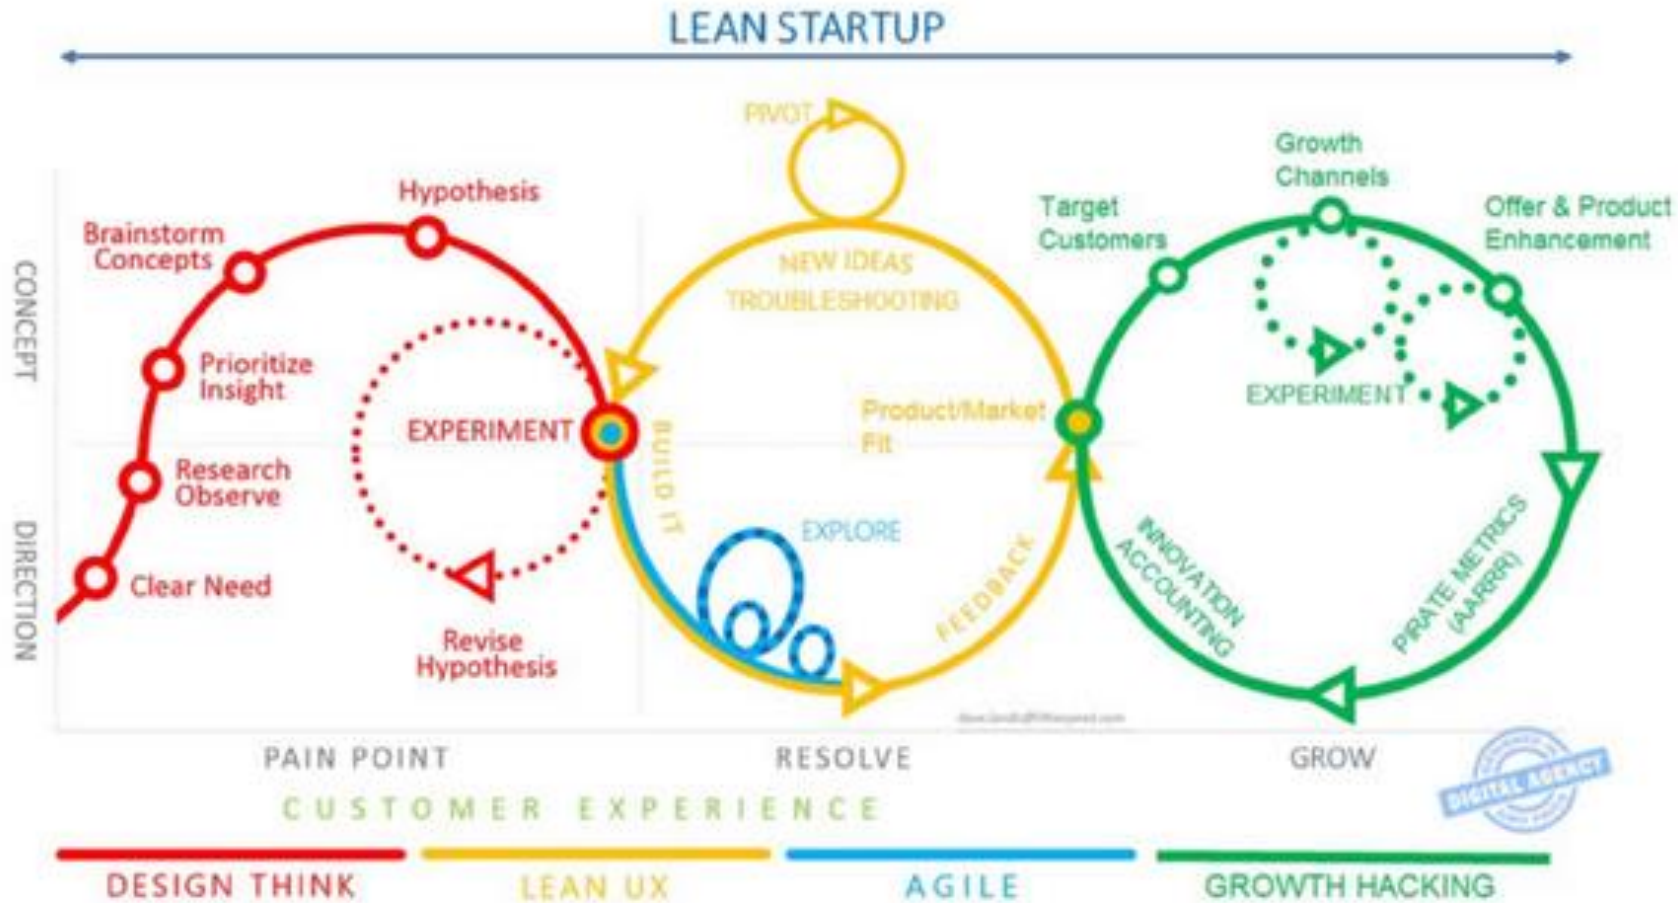 LEAN STARTUP
PIVOT
Growth
Channels
Hypothesis
Target
Customers
Offer & Product
Enhancement
Brainstorm
Concepts
NEW IDEAS
TROUBLESHOOTING
CONCEPT
Prioritize
Insight
EXPERIMENT
EXPERIMENT
Product/Market
Fit
BUILD IT
Research
Observe
EXPLORE
DIRECTION
Clear Need
FEEDBACK
INNOVATION
ACCOUNTING
PIRATE METRICS
(AARRR)
Revise
Hypothesis
PAIN POINT
RESOLVE
GROW
DIGITAL AGENCY
CUSTOMER EXPERIENCE
DESIGN THINK
LEAN UX
AGILE
GROWTH HACKING